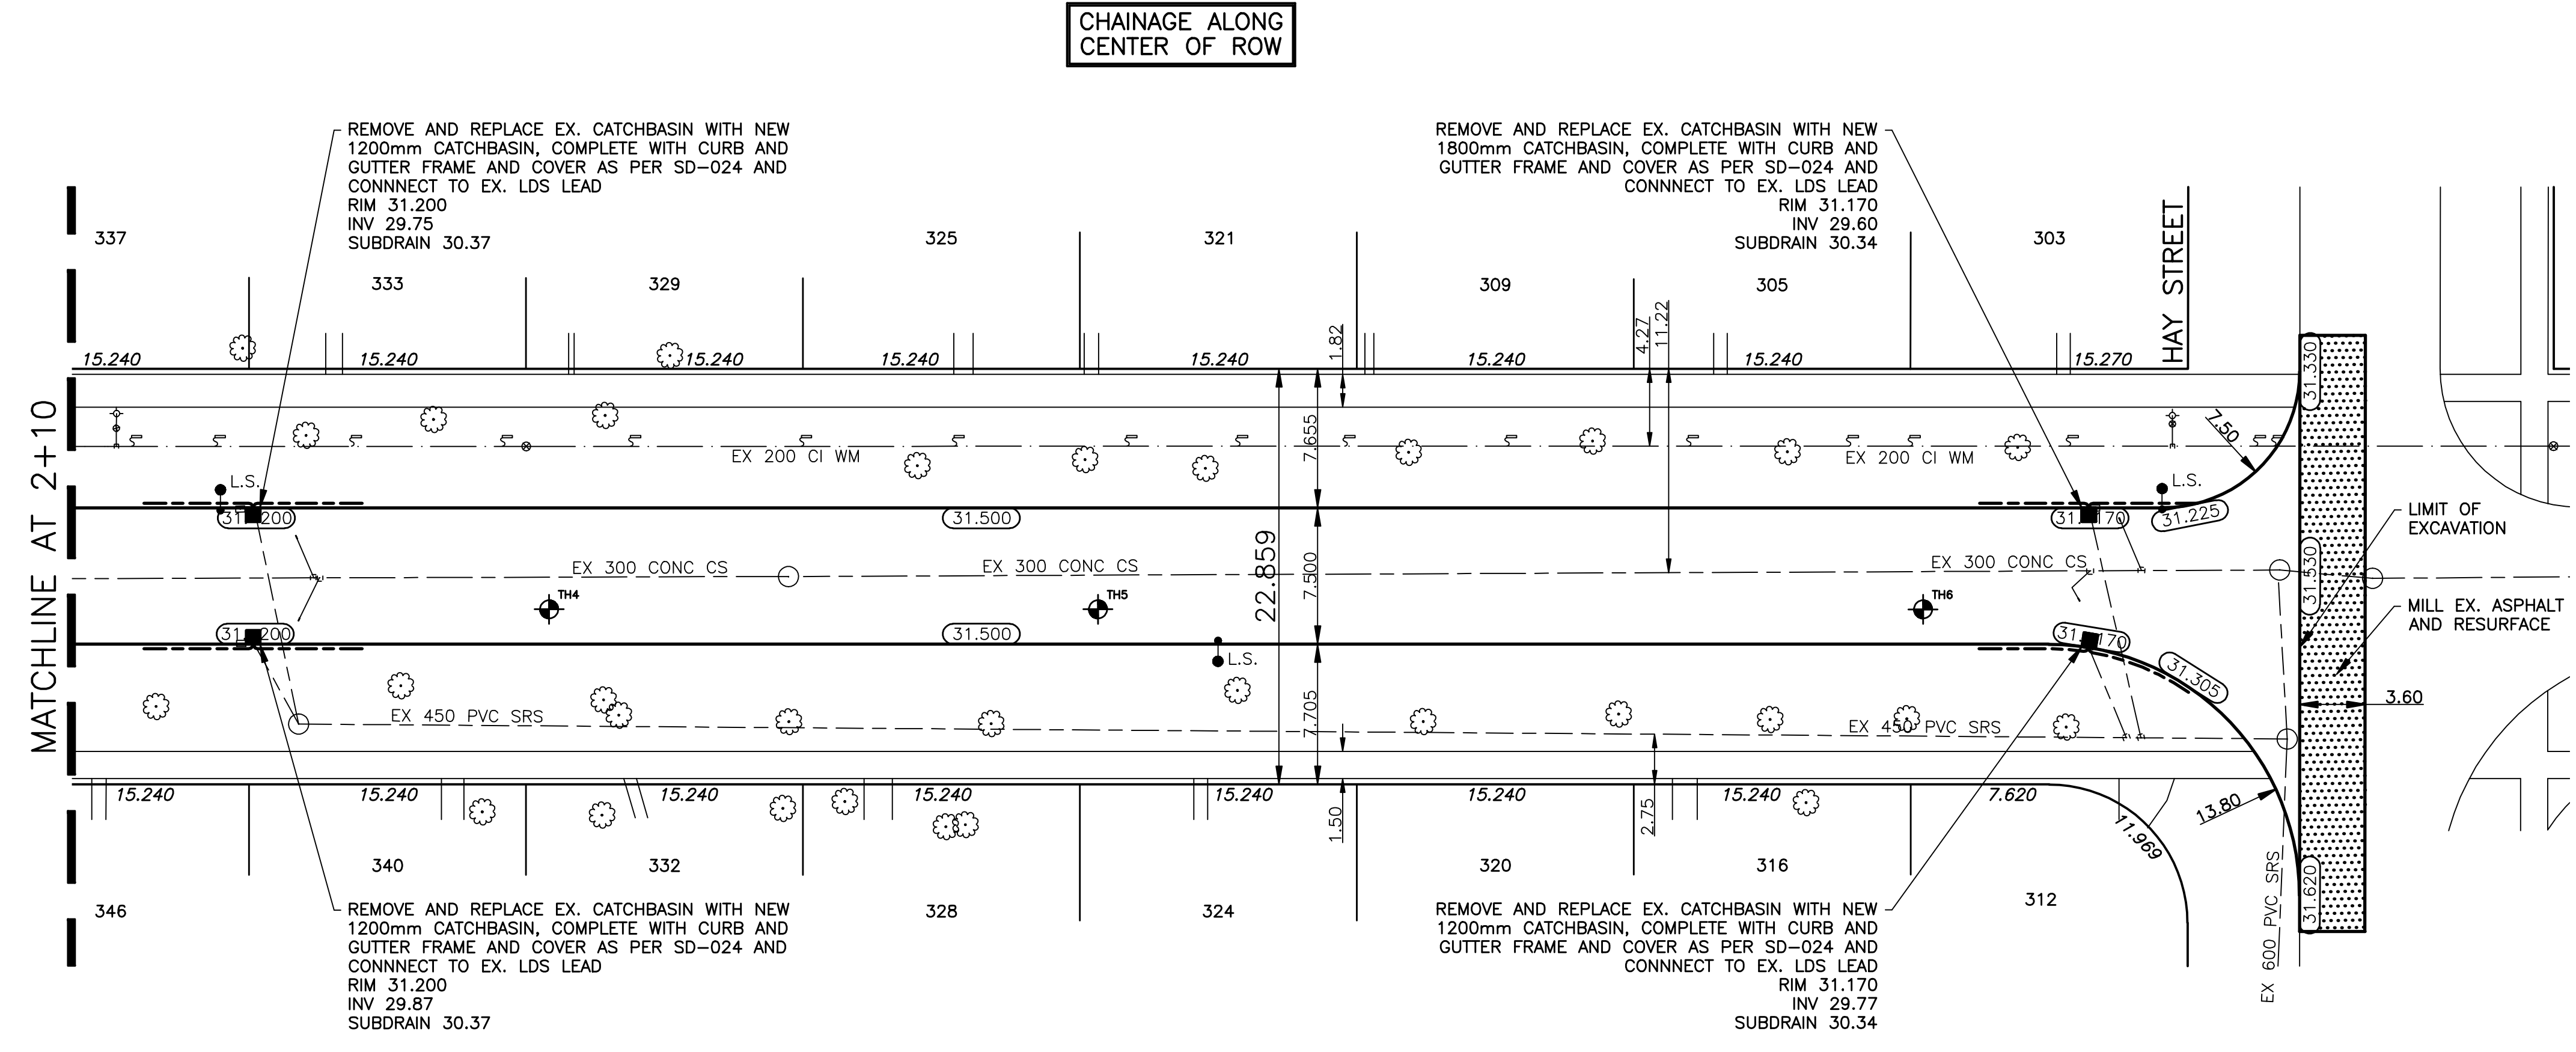 CHAINAGE ALONG
CENTER OF ROW
REMOVE AND REPLACE EX. CATCHBASIN WITH NEW
1200mm CATCHBASIN, COMPLETE WITH CURB AND
GUTTER FRAME AND COVER AS PER SD-024 AND
CONNNECT TO EX. LDS LEAD
RIM 31.200
INV 29.75
SUBDRAIN 30.37
REMOVE AND REPLACE EX. CATCHBASIN WITH NEW
1800mm CATCHBASIN, COMPLETE WITH CURB AND
GUTTER FRAME AND COVER AS PER SD-024 AND
CONNNECT TO EX. LDS LEAD
RIM 31.170
INV 29.60
SUBDRAIN 30.34
HAY STREET
337
325
321
303
333
329
309
305
1.82
4.27
11.22
15.240
15.240
15.240
15.240
15.240
15.240
15.240
15.270
31.330
MATCHLINE AT 2+10
7.655
7.50
EX 200 CI WM
EX 200 CI WM
L.S.
L.S.
31.500
31.225
LIMIT OF
EXCAVATION
22.859
7.500
EX 300 CONC CS
EX 300 CONC CS
EX 300 CONC CS
31.530
TH4
TH5
TH6
MILL EX. ASPHALT
AND RESURFACE
31.500
L.S.
31.305
7.705
3.60
EX 450 PVC SRS
EX 450 PVC SRS
15.240
15.240
15.240
15.240
15.240
15.240
15.240
7.620
1.50
2.75
11.969
13.80
31.620
EX 600 PVC SRS
340
332
320
316
346
328
324
312
REMOVE AND REPLACE EX. CATCHBASIN WITH NEW
1200mm CATCHBASIN, COMPLETE WITH CURB AND
GUTTER FRAME AND COVER AS PER SD-024 AND
CONNNECT TO EX. LDS LEAD
RIM 31.200
INV 29.87
SUBDRAIN 30.37
REMOVE AND REPLACE EX. CATCHBASIN WITH NEW
1200mm CATCHBASIN, COMPLETE WITH CURB AND
GUTTER FRAME AND COVER AS PER SD-024 AND
CONNNECT TO EX. LDS LEAD
RIM 31.170
INV 29.77
SUBDRAIN 30.34